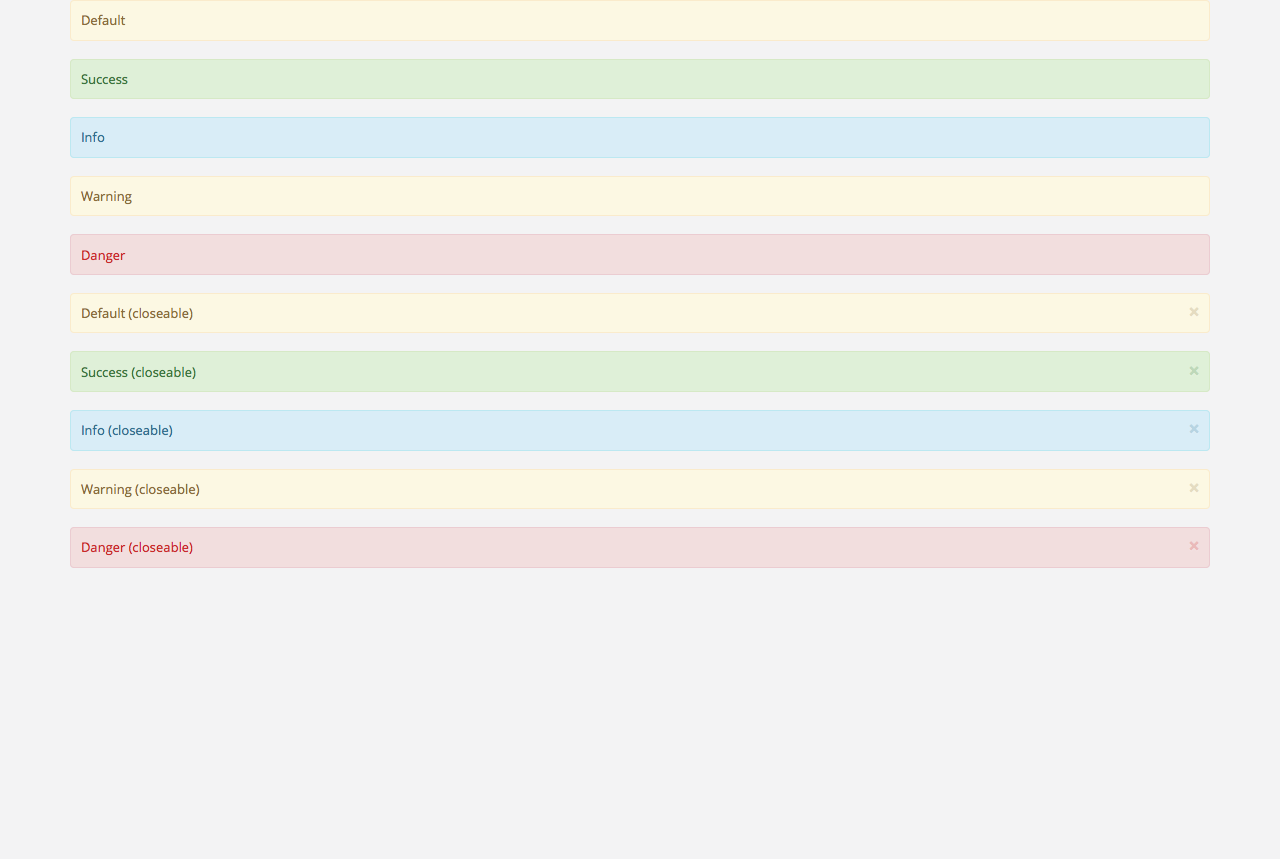 Default
Success
Info
Warning
Danger
Default (closeable) ×
Success (closeable) ×
Info (closeable) ×
Warning (closeable) ×
Danger (closeable) ×